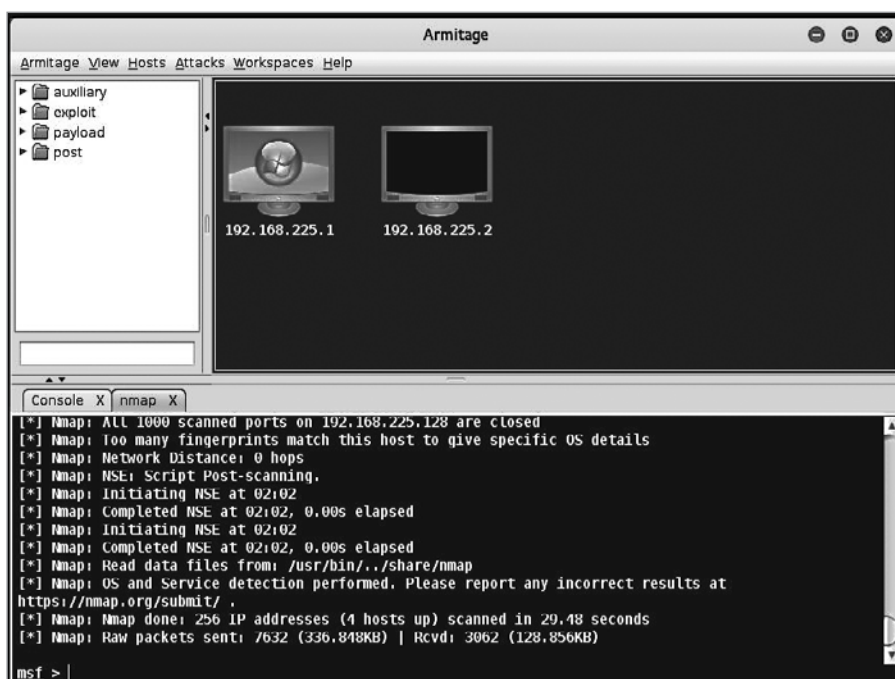 Armitage
Armitage View Hosts Attacks Workspaces Help
auxiliary
exploit
payload
post
192.168.225.1
192.168.225.2
Console X nmap X
[*] Nmap: All 1000 scanned ports on 192.168.225.128 are closed
[*] Nmap: Too many fingerprints match this host to give specific OS details
[*] Nmap: Network Distance: 0 hops
[*] Nmap: NSE: Script Post-scanning.
[*] Nmap: Initiating NSE at 02:02
[*] Nmap: Completed NSE at 02:02, 0.00s elapsed
[*] Nmap: Initiating NSE at 02:02
[*] Nmap: Completed NSE at 02:02, 0.00s elapsed
[*] Nmap: Read data files from: /usr/bin/../share/nmap
[*] Nmap: OS and Service detection performed. Please report any incorrect results at
https://nmap.org/submit/ .
[*] Nmap: Nmap done: 256 IP addresses (4 hosts up) scanned in 29.48 seconds
[*] Nmap: Raw packets sent: 7632 (336.848KB) | Rcvd: 3062 (128.856KB)
msf >